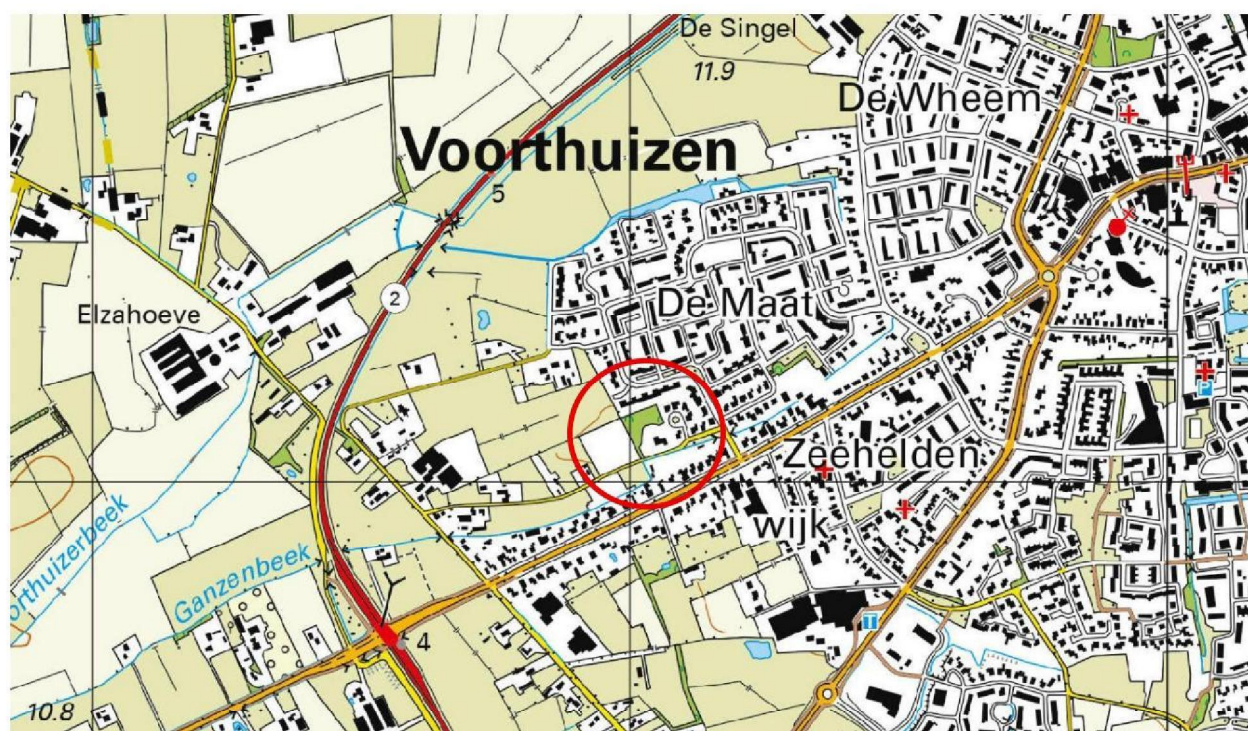 De Singel
11.9
De Wheem
Voorthuizen
5
2
Elzahoeve
De Maat
Zeehelden
wijk
orthuizerbeek
Ganzenbeek
4
10.8